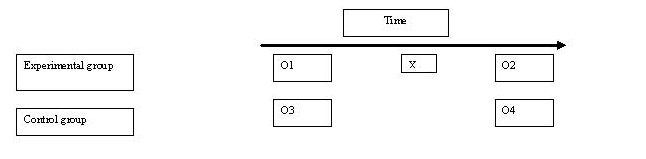 Time
Experimental group
O1
X
O2
Control group
O3
O4